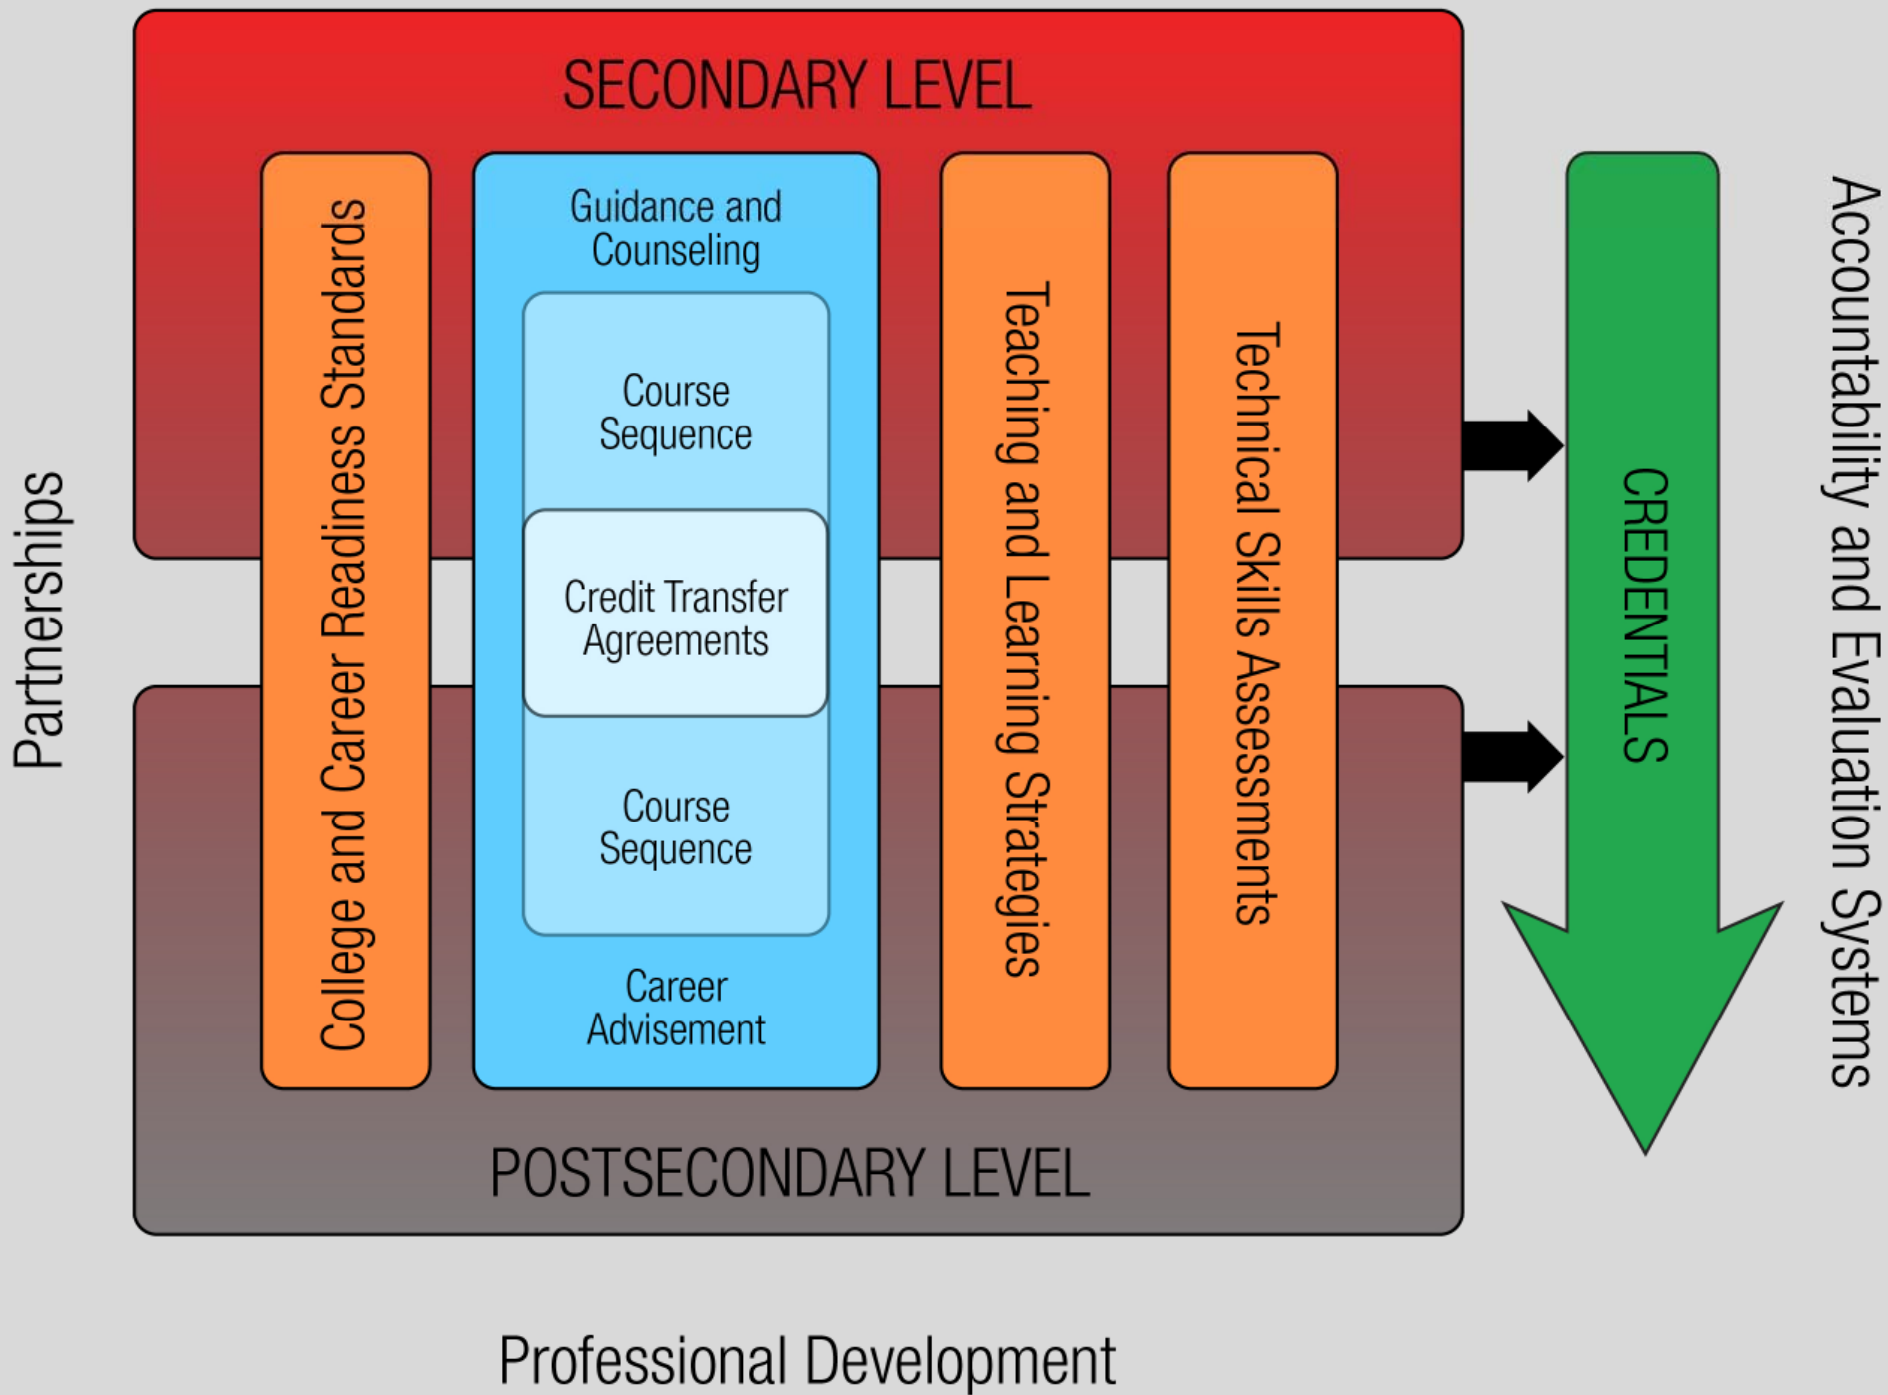 SECONDARY LEVEL
Partnerships
College and Career Readiness Standards
Guidance and
Counseling
Course
Sequence
Credit Transfer
Agreements
Course
Sequence
Career
Advisement
Teaching and Learning Strategies
Technical Skills Assessments
CREDENTIALS
Accountability and Evaluation Systems
POSTSECONDARY LEVEL
Professional Development